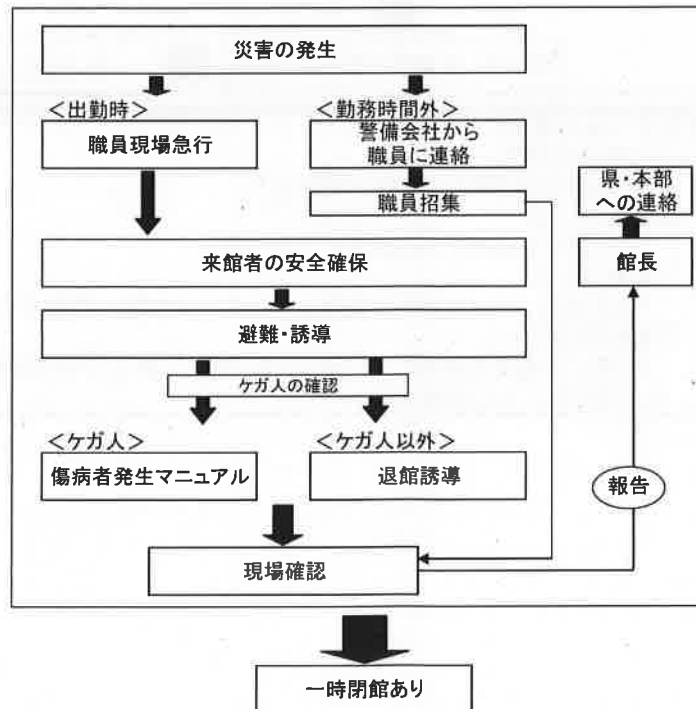 災害の発生
＜出勤時＞
職員現場急行
＜勤務時間外＞
警備会社から
職員に連絡
職員招集
県・本部
への連絡
館長
来館者の安全確保
避難・誘導
ケガ人の確認
＜ケガ人＞
傷病者発生マニュアル
＜ケガ人以外＞
退館誘導
報告
現場確認
一時閉館あり